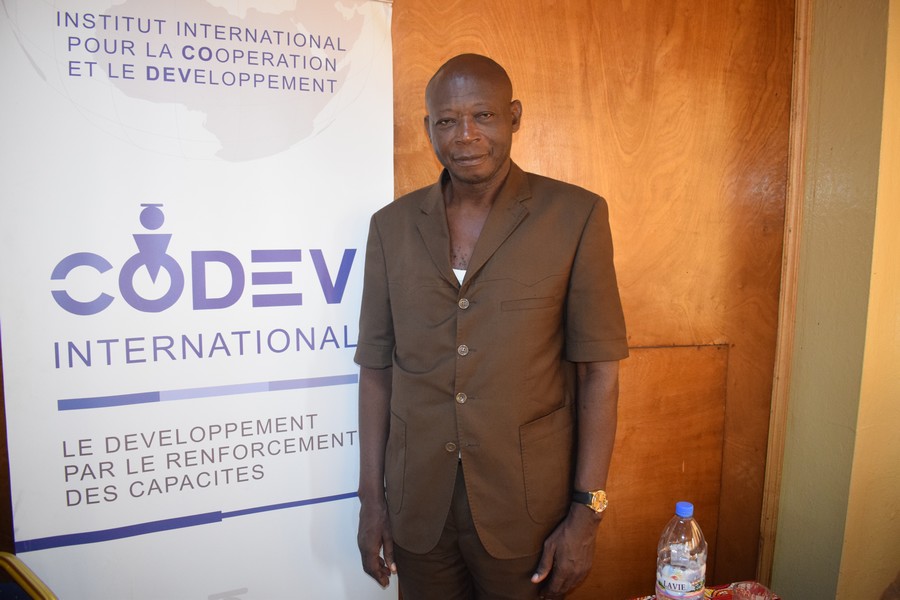 INSTITUT INTERNATIONAL
POUR LA COOPERATION
ET LE DEVELOPPEMENT
CODEV
INTERNATIONAL
LE DEVELOPPEMENT
PAR LE RENFORCEMENT
DES CAPACITES
LAVIE